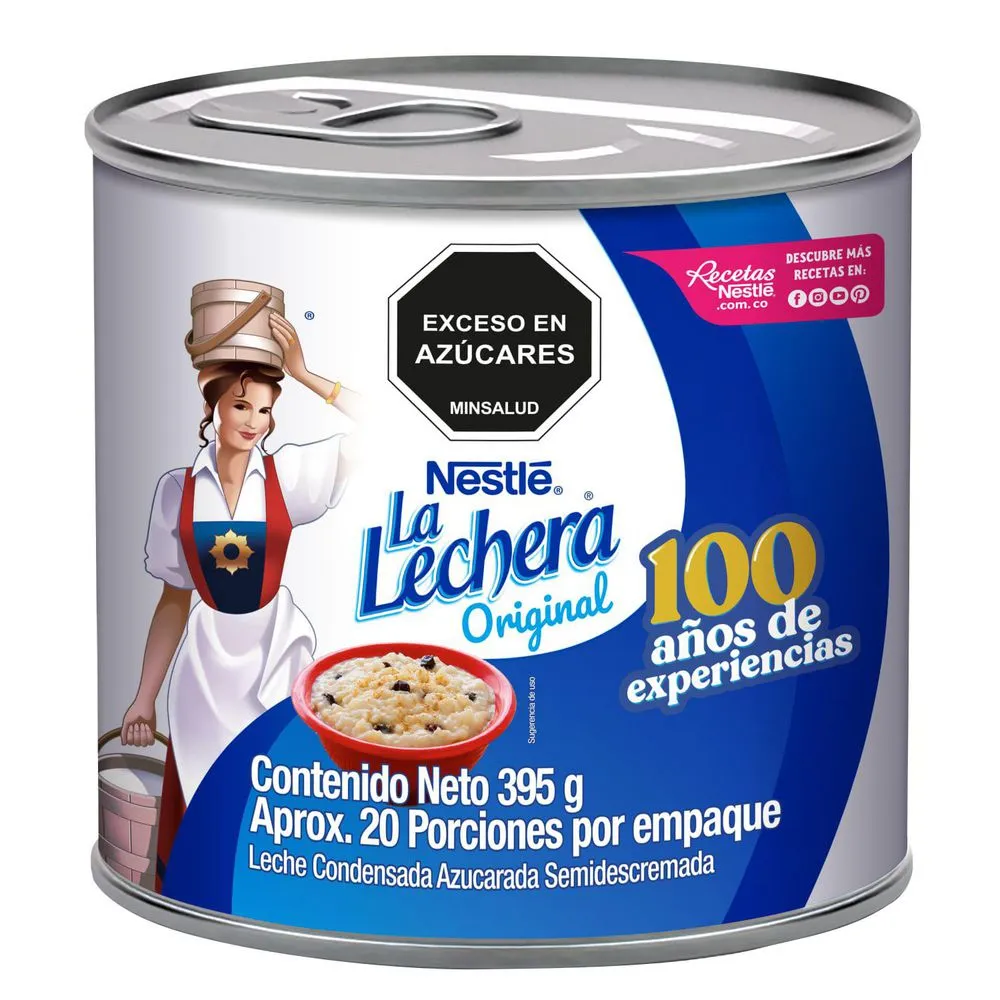 EXCESO EN
AZÚCARES
MINSALUD
Recetas
Nestlé®
.com.co
DESCUBRE MÁS
RECETAS EN:
®
Nestlé®
La
Lechera®
Original
100
años de
experiencias
Sugerencia de uso
Contenido Neto 395 g
Aprox. 20 Porciones por empaque
Leche Condensada Azucarada Semidescremada